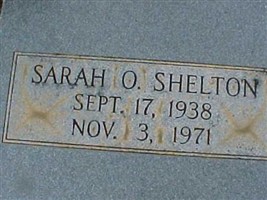 SARAH O. SHELTON
SEPT. 17, 1938
NOV. 3, 1971